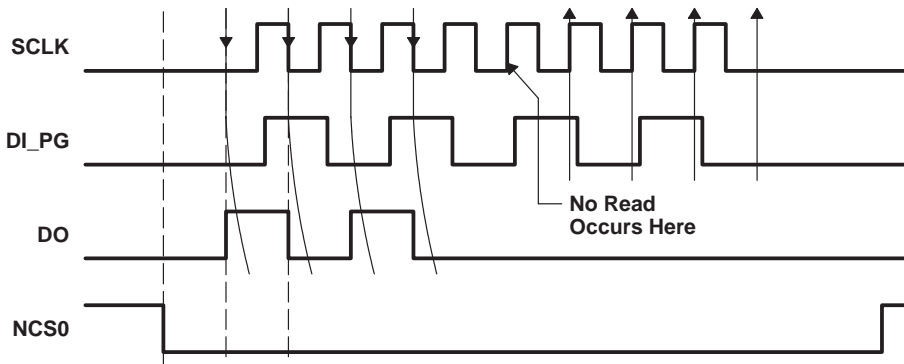 SCLK
DI_PG
No Read
Occurs Here
DO
NCS0